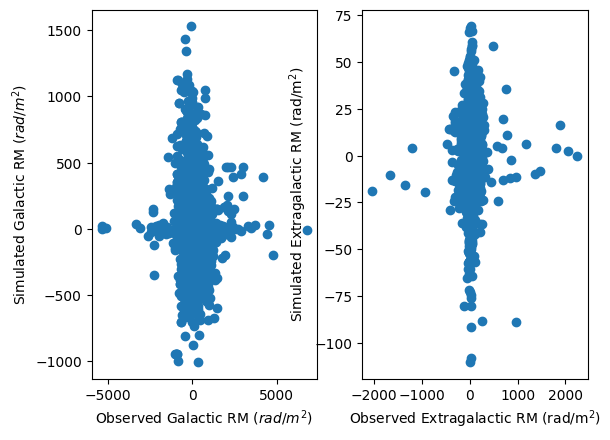 1500
1000
500
0
−500
−1000
−5000 0 5000
Simulated Galactic RM (rad/m²)
Observed Galactic RM (rad/m²)
75
50
25
0
−25
−50
−75
−100
−2000 −1000 0 1000 2000
Simulated Extragalactic RM (rad/m²)
Observed Extragalactic RM (rad/m²)